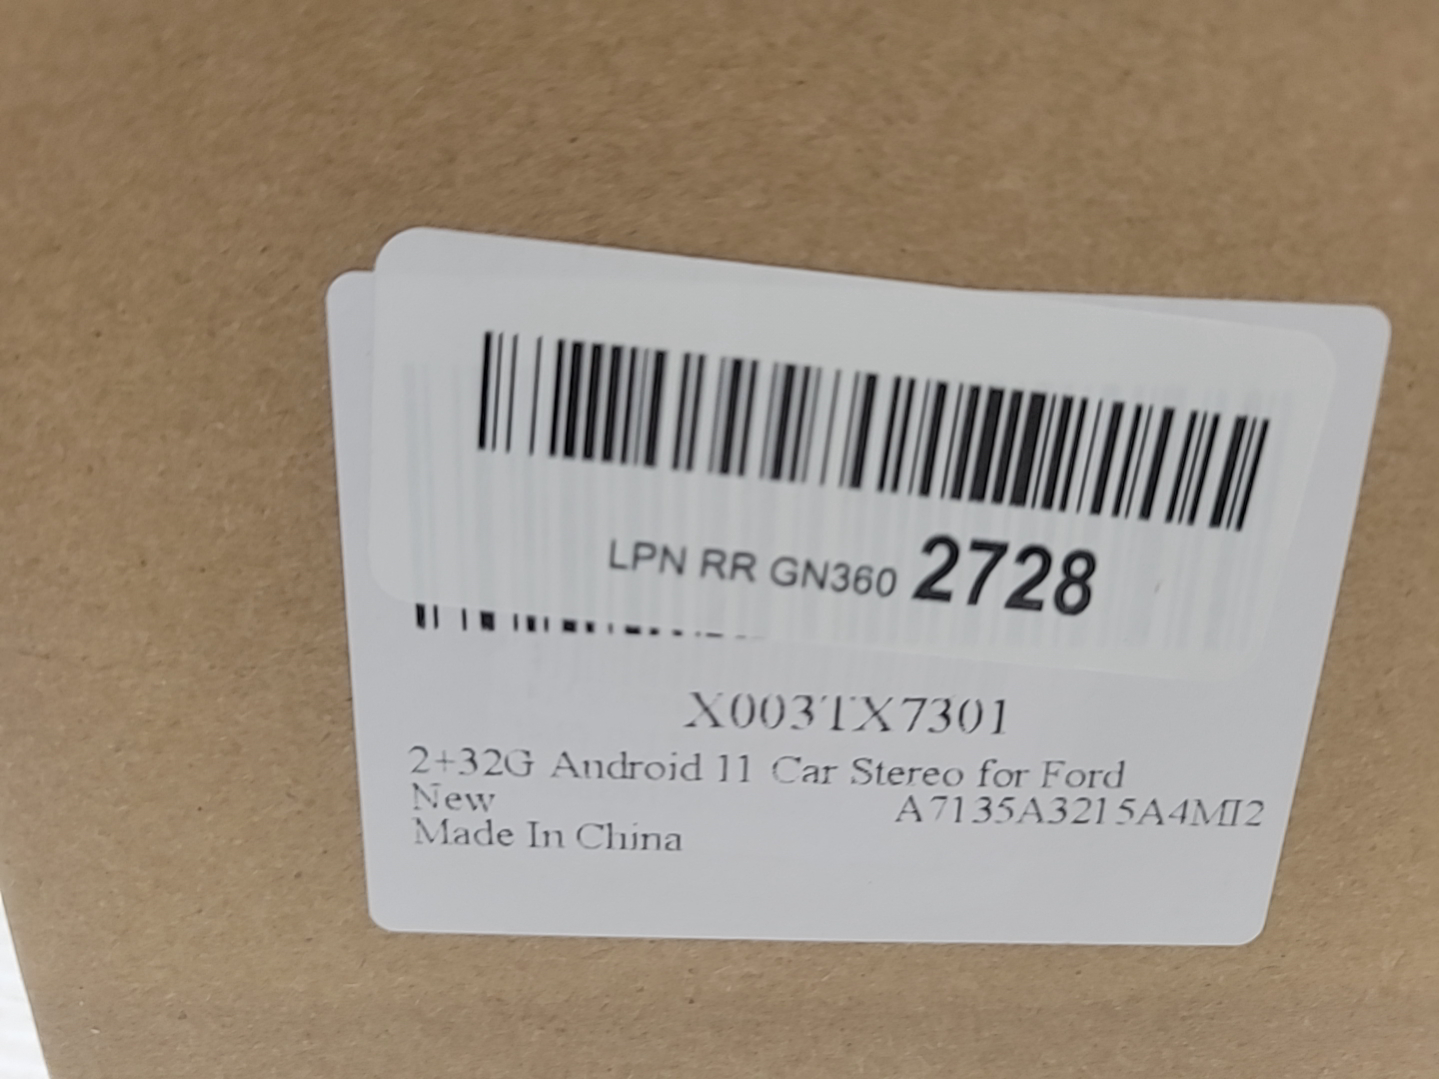 LPN RR GN360 2728
X003TX7301
2+32G Android 11 Car Stereo for Ford
New A7135A3215A4MI2
Made In China